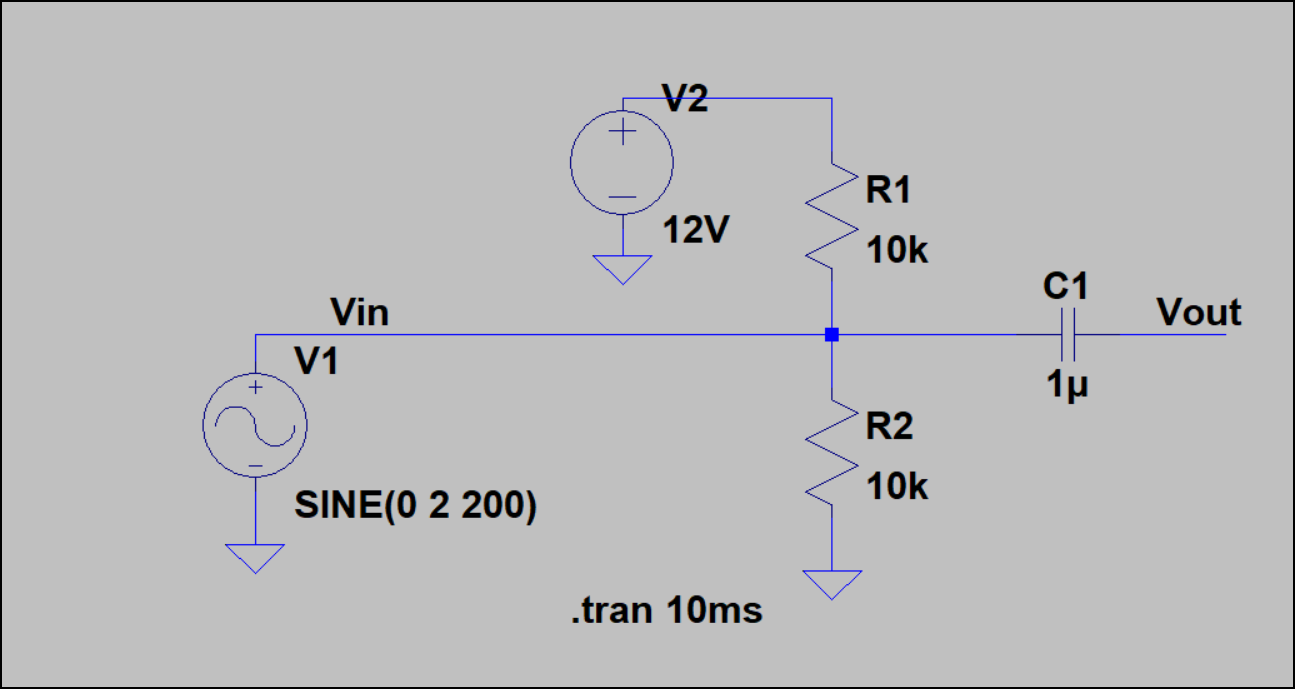 V2
12V
R1
10k
C1
1µ
Vin
Vout
V1
SINE(0 2 200)
R2
10k
.tran 10ms